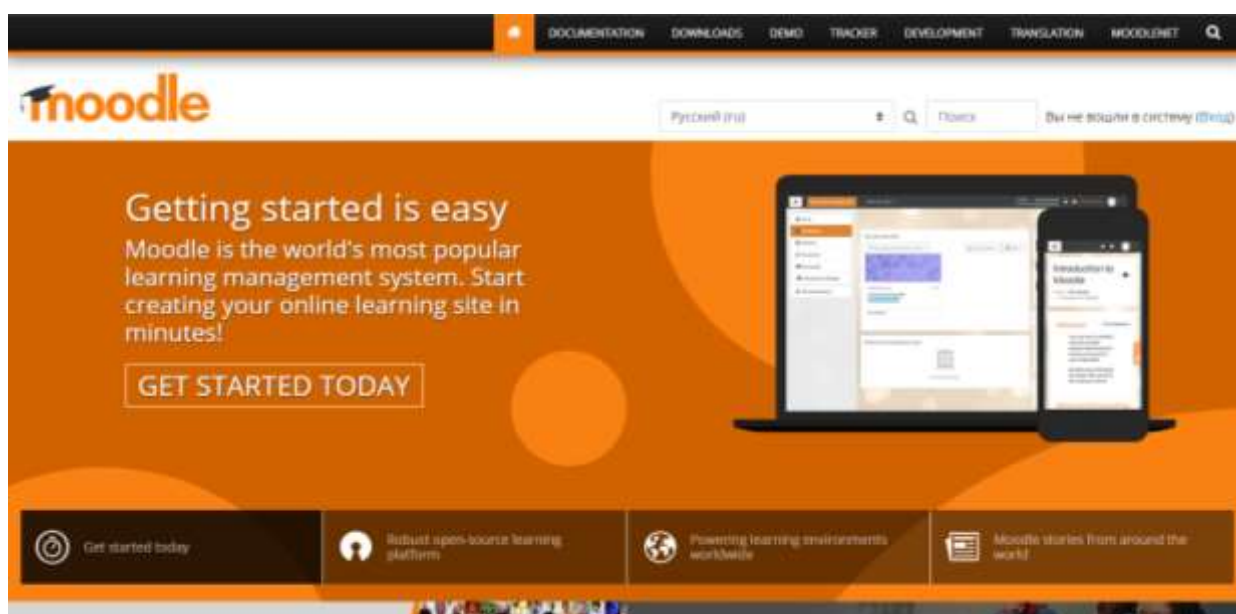 DOCUMENTATION DOWNLOADS DEMO TRACKER DEVELOPMENT TRANSLATION MOODLENET
moodle
Русский (ru) Поиск Вы не вошли в систему (Вход)
Getting started is easy
Moodle is the world's most popular
learning management system. Start
creating your online learning site in
minutes!
GET STARTED TODAY
Introduction to
Moodle
Get started today
Robust open-source learning
platform
Powering learning environments
worldwide
Moodle stories from around the
world